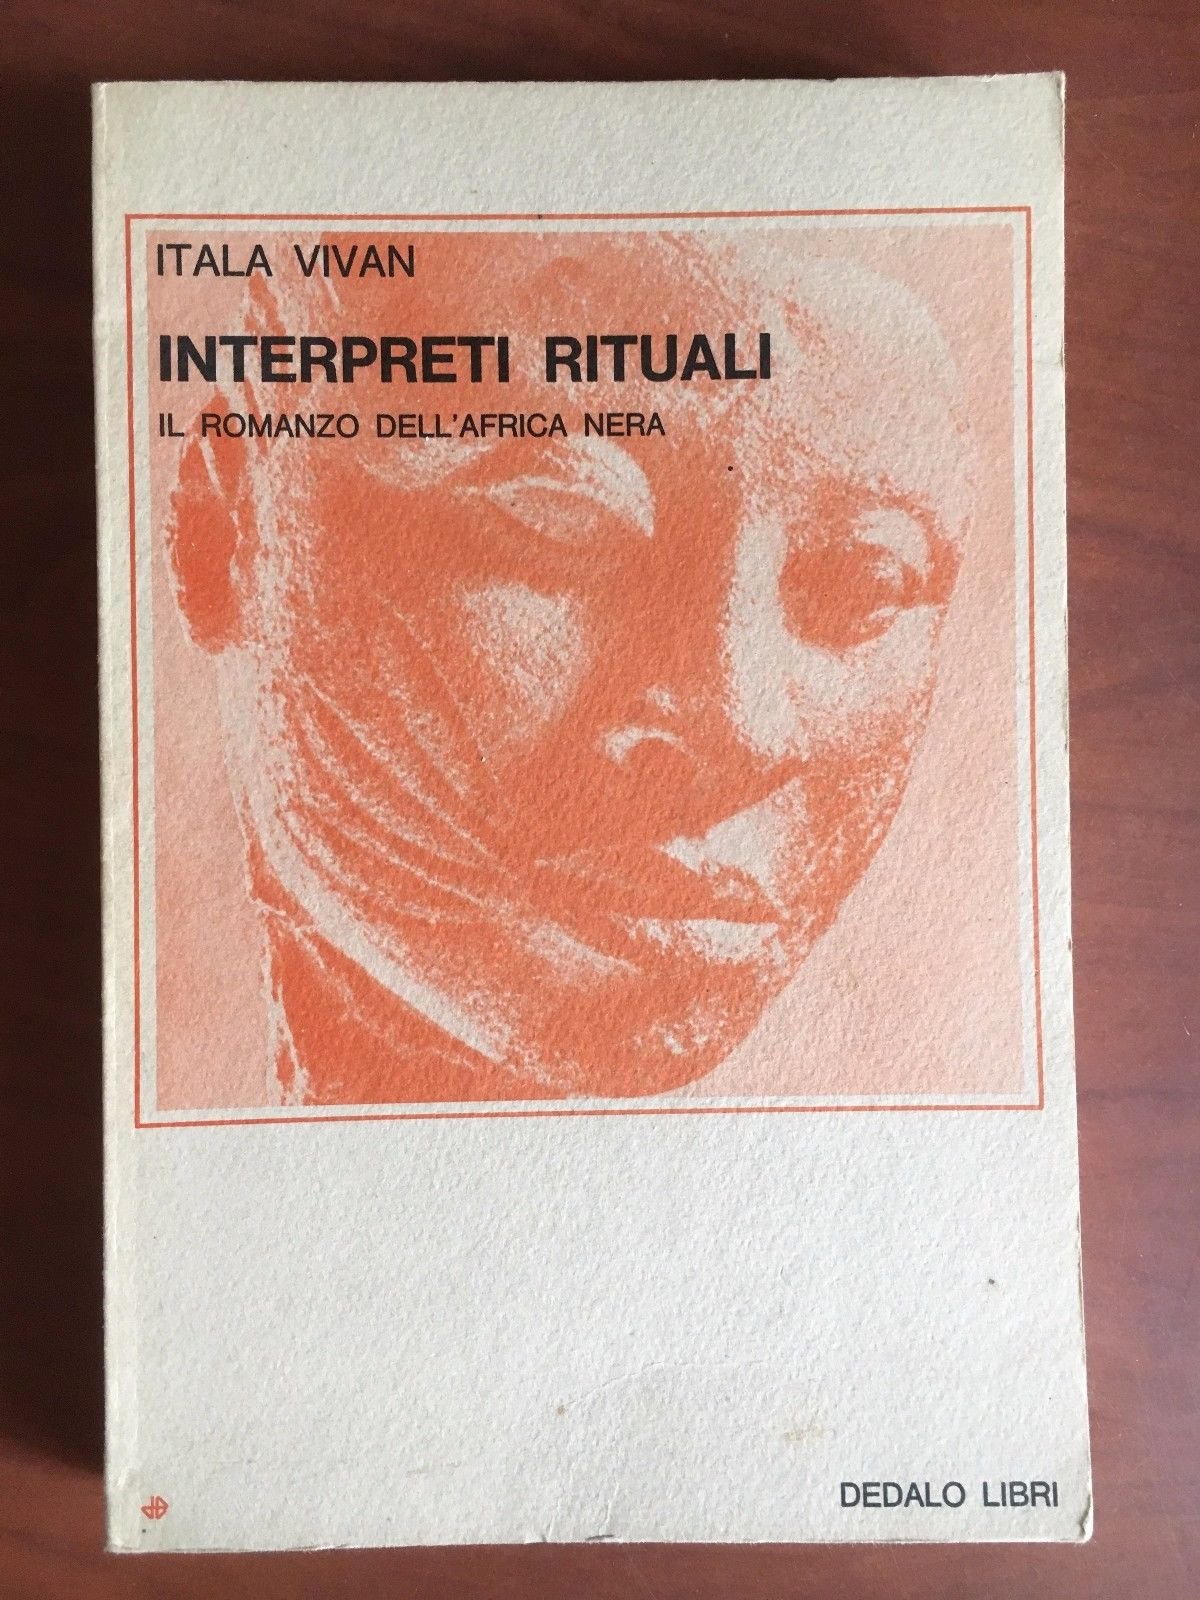 ITALA VIVAN
INTERPRETI RITUALI
IL ROMANZO DELL'AFRICA NERA
DEDALO LIBRI